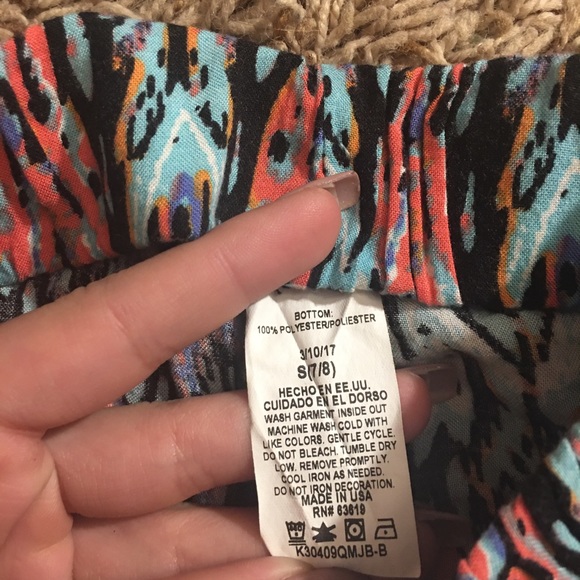 BOTTOM:
100% POLYESTER/POLIESTER
3/10/17
S(7/8)
HECHO EN EE.UU.
CUIDADO EN EL DORSO
WASH GARMENT INSIDE OUT
MACHINE WASH COLD WITH
LIKE COLORS, GENTLE CYCLE.
DO NOT BLEACH. TUMBLE DRY
LOW. REMOVE PROMPTLY.
COOL IRON AS NEEDED.
DO NOT IRON DECORATION.
MADE IN USA
RN# 63619
K30409QMJB-B